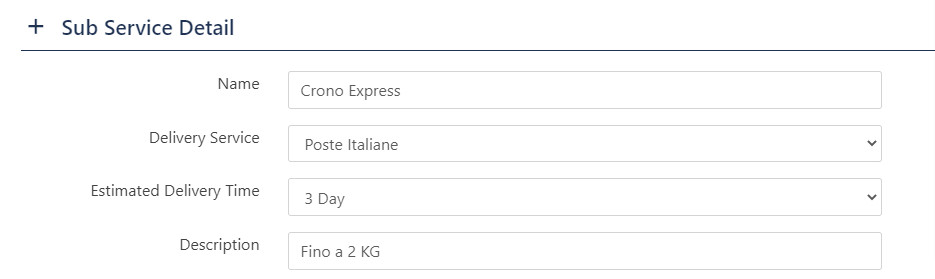 + Sub Service Detail
Name Crono Express
Delivery Service Poste Italiane
Estimated Delivery Time 3 Day
Description Fino a 2 KG